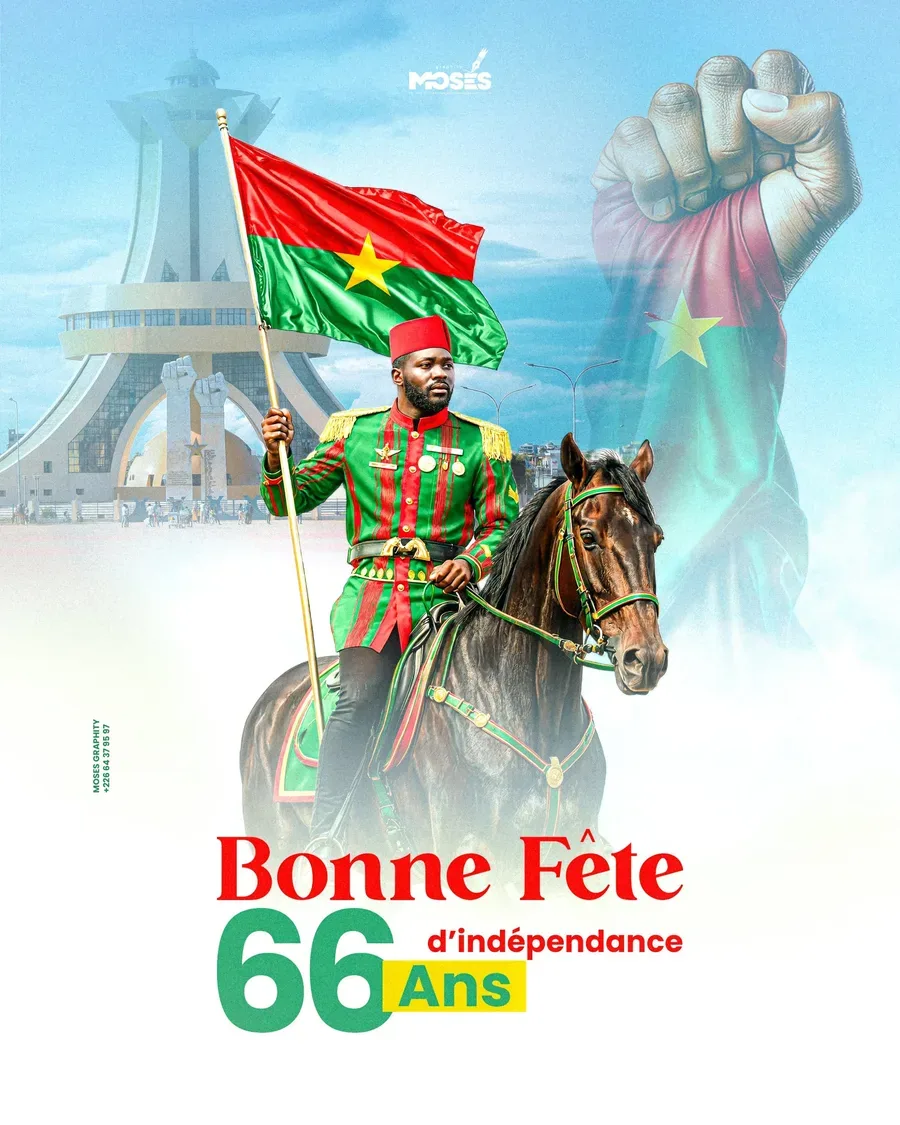 MOSES
MOSES GRAPHITY
+226 64 37 95 97
Bonne Fête
66
d'indépendance
Ans